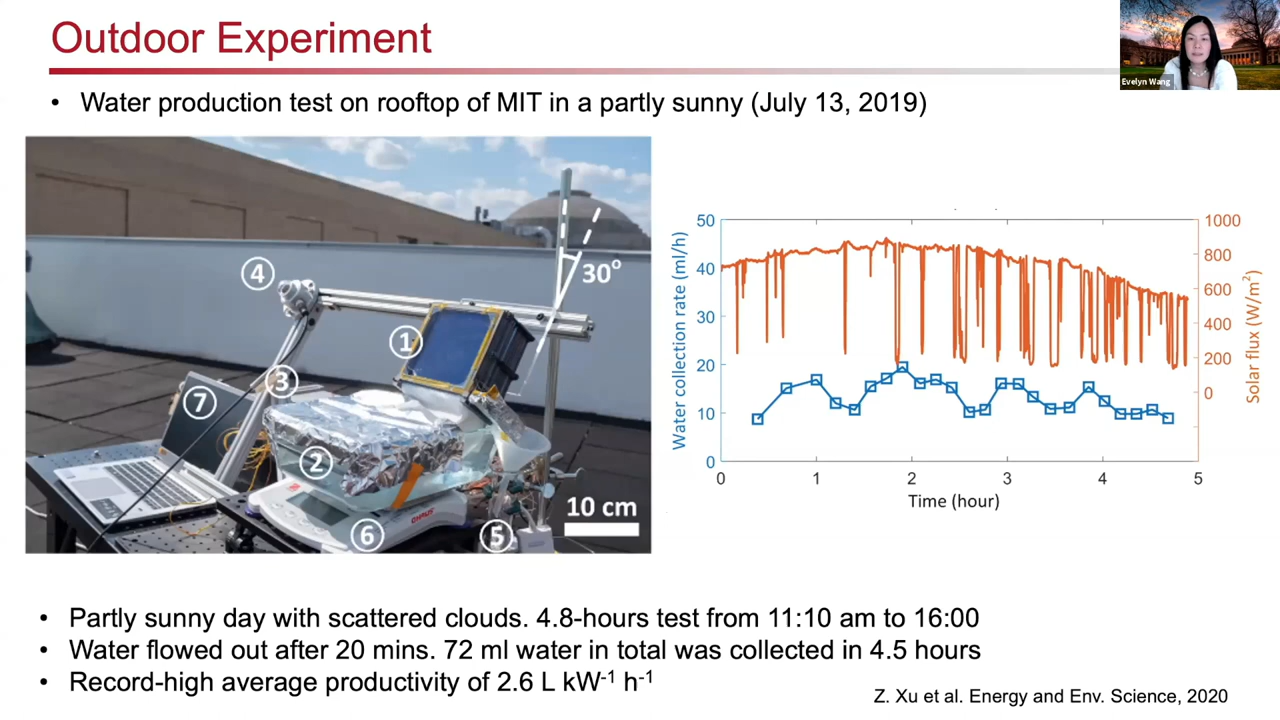 Outdoor Experiment
Evelyn Wang
• Water production test on rooftop of MIT in a partly sunny (July 13, 2019)
4
30°
1
3
7
2
10 cm
6
5
OHAUS
Water collection rate (ml/h)
50
40
30
20
10
0
0 1 2 3 4 5
Time (hour)
1000
800
600
400
200
0
Solar flux (W/m²)
• Partly sunny day with scattered clouds. 4.8-hours test from 11:10 am to 16:00
• Water flowed out after 20 mins. 72 ml water in total was collected in 4.5 hours
• Record-high average productivity of 2.6 L kW⁻¹ h⁻¹
Z. Xu et al. Energy and Env. Science, 2020